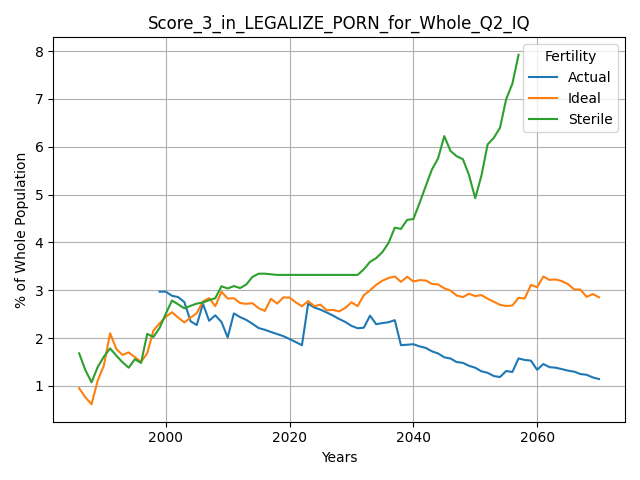 Score_3_in_LEGALIZE_PORN_for_Whole_Q2_IQ
% of Whole Population
8
7
6
5
4
3
2
1
Fertility
Actual
Ideal
Sterile
2000
2020
2040
2060
Years